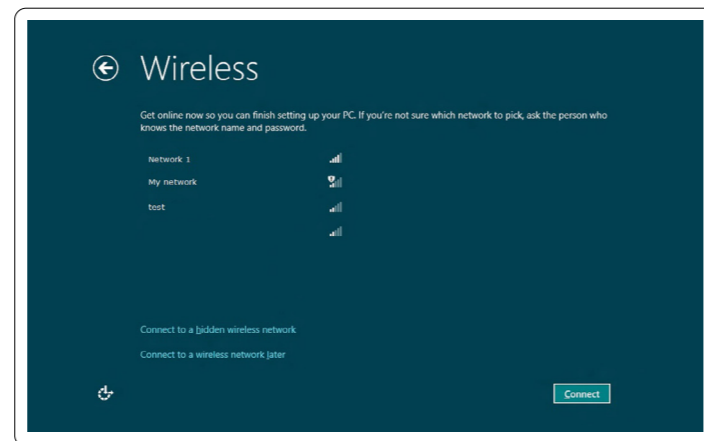 Wireless
Get online now so you can finish setting up your PC. If you're not sure which network to pick, ask the person who
knows the network name and password.
Network 1
My network
test
Connect to a hidden wireless network
Connect to a wireless network later
Connect